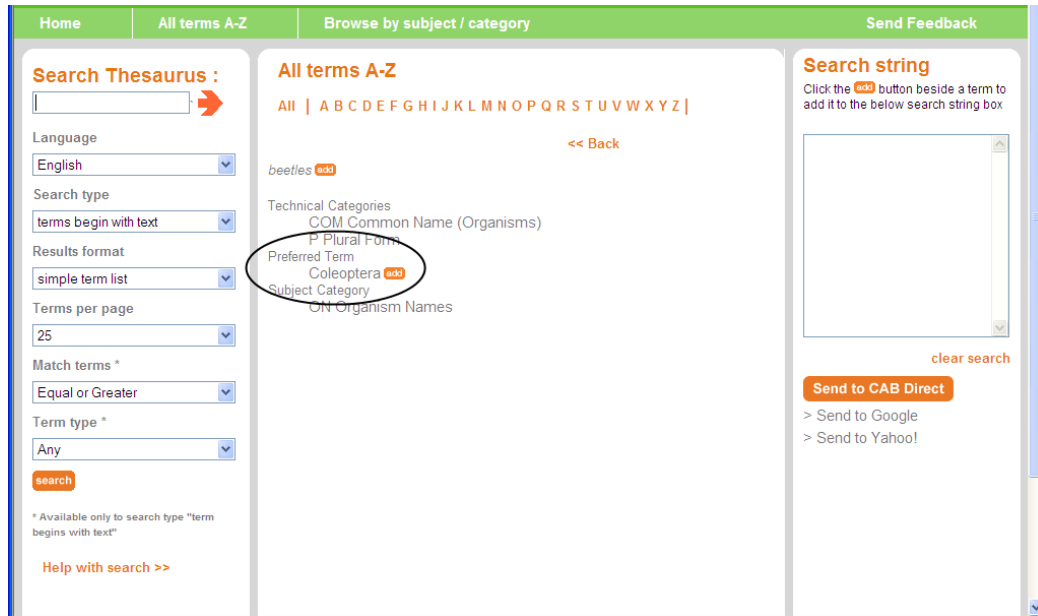 Home All terms A-Z Browse by subject / category Send Feedback
Search Thesaurus :
Language
English
Search type
terms begin with text
Results format
simple term list
Terms per page
25
Match terms *
Equal or Greater
Term type *
Any
search
* Available only to search type "term
begins with text"
Help with search >>
All terms A-Z
All | A B C D E F G H I J K L M N O P Q R S T U V W X Y Z |
<< Back
beetles add
Technical Categories
COM Common Name (Organisms)
P Plural Form
Preferred Term
Coleoptera add
Subject Category
ON Organism Names
Search string
Click the add button beside a term to
add it to the below search string box
clear search
Send to CAB Direct
> Send to Google
> Send to Yahoo!